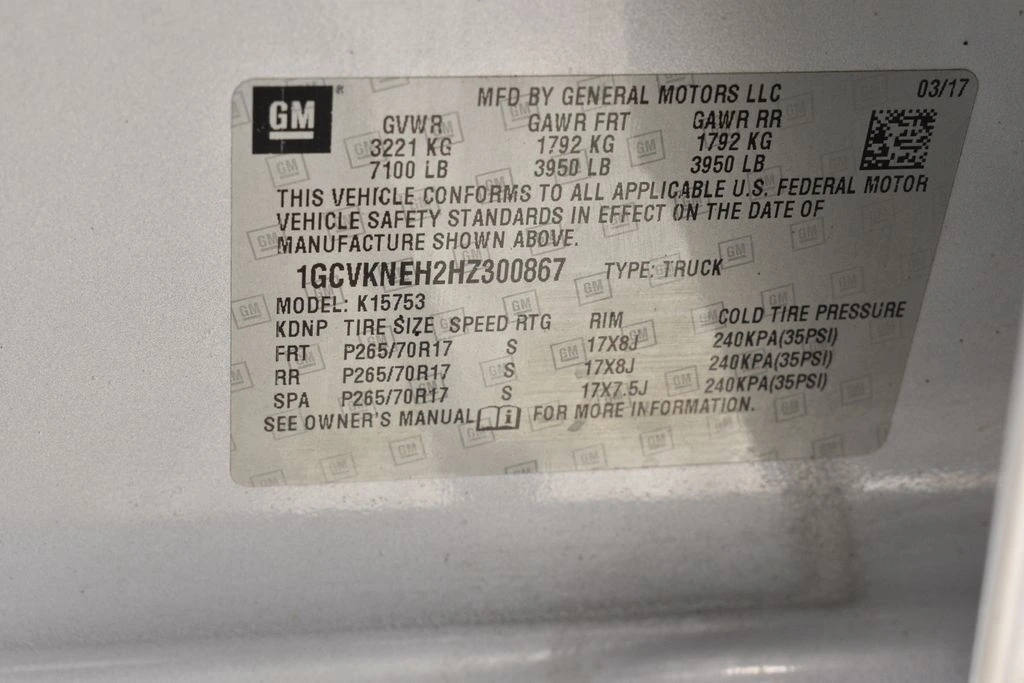 GM® MFD BY GENERAL MOTORS LLC 03/17
GVWR GAWR FRT GAWR RR
3221 KG 1792 KG 1792 KG
7100 LB 3950 LB 3950 LB
THIS VEHICLE CONFORMS TO ALL APPLICABLE U.S. FEDERAL MOTOR
VEHICLE SAFETY STANDARDS IN EFFECT ON THE DATE OF
MANUFACTURE SHOWN ABOVE.
1GCVKNEH2HZ300867 TYPE: TRUCK
MODEL: K15753
KDNP TIRE SIZE SPEED RTG RIM COLD TIRE PRESSURE
FRT P265/70R17 S 17X8J 240KPA(35PSI)
RR P265/70R17 S 17X8J 240KPA(35PSI)
SPA P265/70R17 S 17X7.5J 240KPA(35PSI)
SEE OWNER'S MANUAL i FOR MORE INFORMATION.